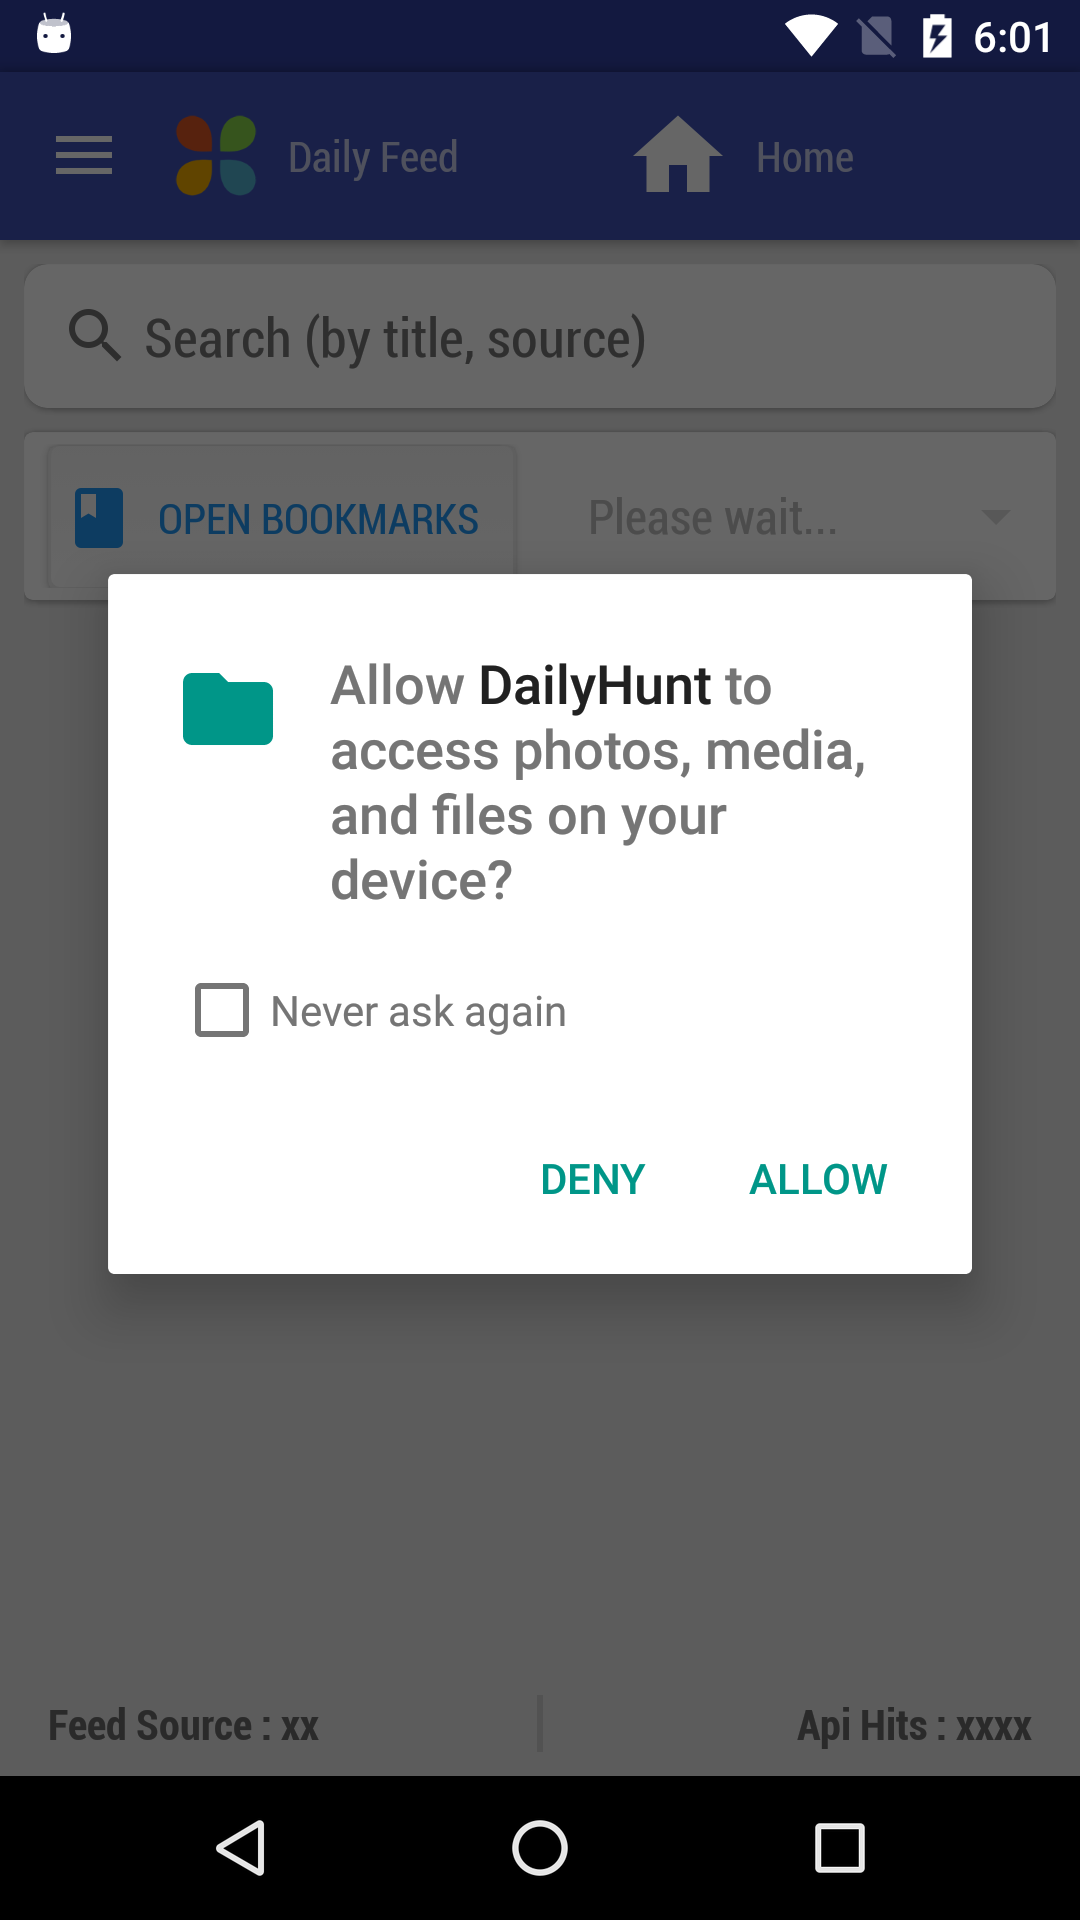 6:01
Daily Feed
Home
Search (by title, source)
OPEN BOOKMARKS
Please wait...
Allow DailyHunt to
access photos, media,
and files on your
device?
Never ask again
DENY
ALLOW
Feed Source : xx
Api Hits : xxxx